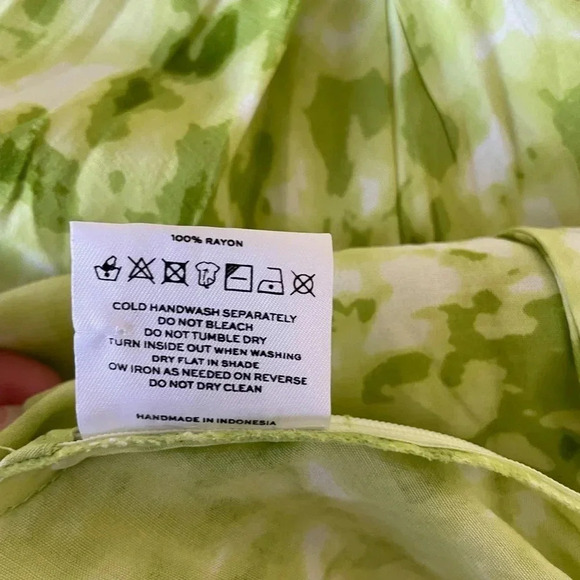 100% RAYON
COLD HANDWASH SEPARATELY
DO NOT BLEACH
DO NOT TUMBLE DRY
TURN INSIDE OUT WHEN WASHING
DRY FLAT IN SHADE
OW IRON AS NEEDED ON REVERSE
DO NOT DRY CLEAN
HANDMADE IN INDONESIA